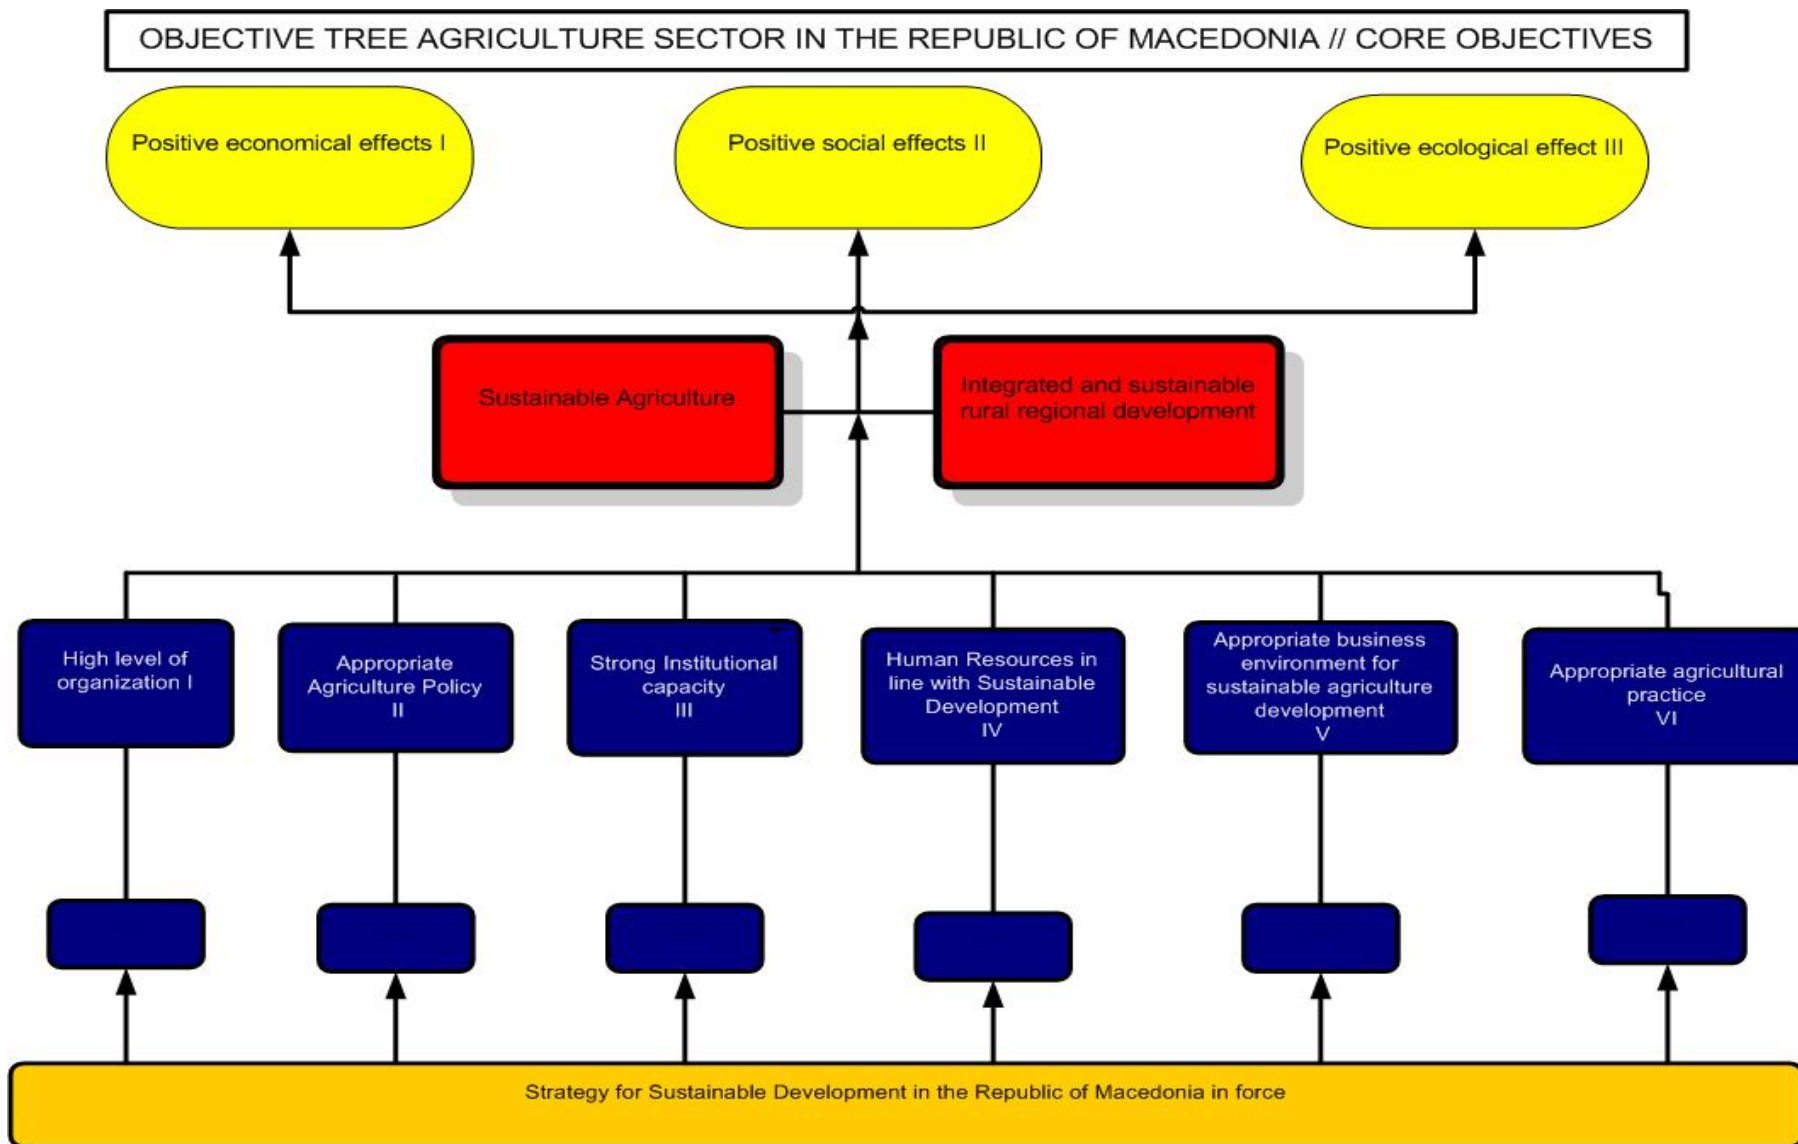 OBJECTIVE TREE AGRICULTURE SECTOR IN THE REPUBLIC OF MACEDONIA // CORE OBJECTIVES
Positive economical effects I
Positive social effects II
Positive ecological effect III
Sustainable Agriculture
Integrated and sustainable
rural regional development
High level of
organization I
Appropriate
Agriculture Policy
II
Strong Institutional
capacity
III
Human Resources in
line with Sustainable
Development
IV
Appropriate business
environment for
sustainable agriculture
development
V
Appropriate agricultural
practice
VI
Strategy for Sustainable Development in the Republic of Macedonia in force